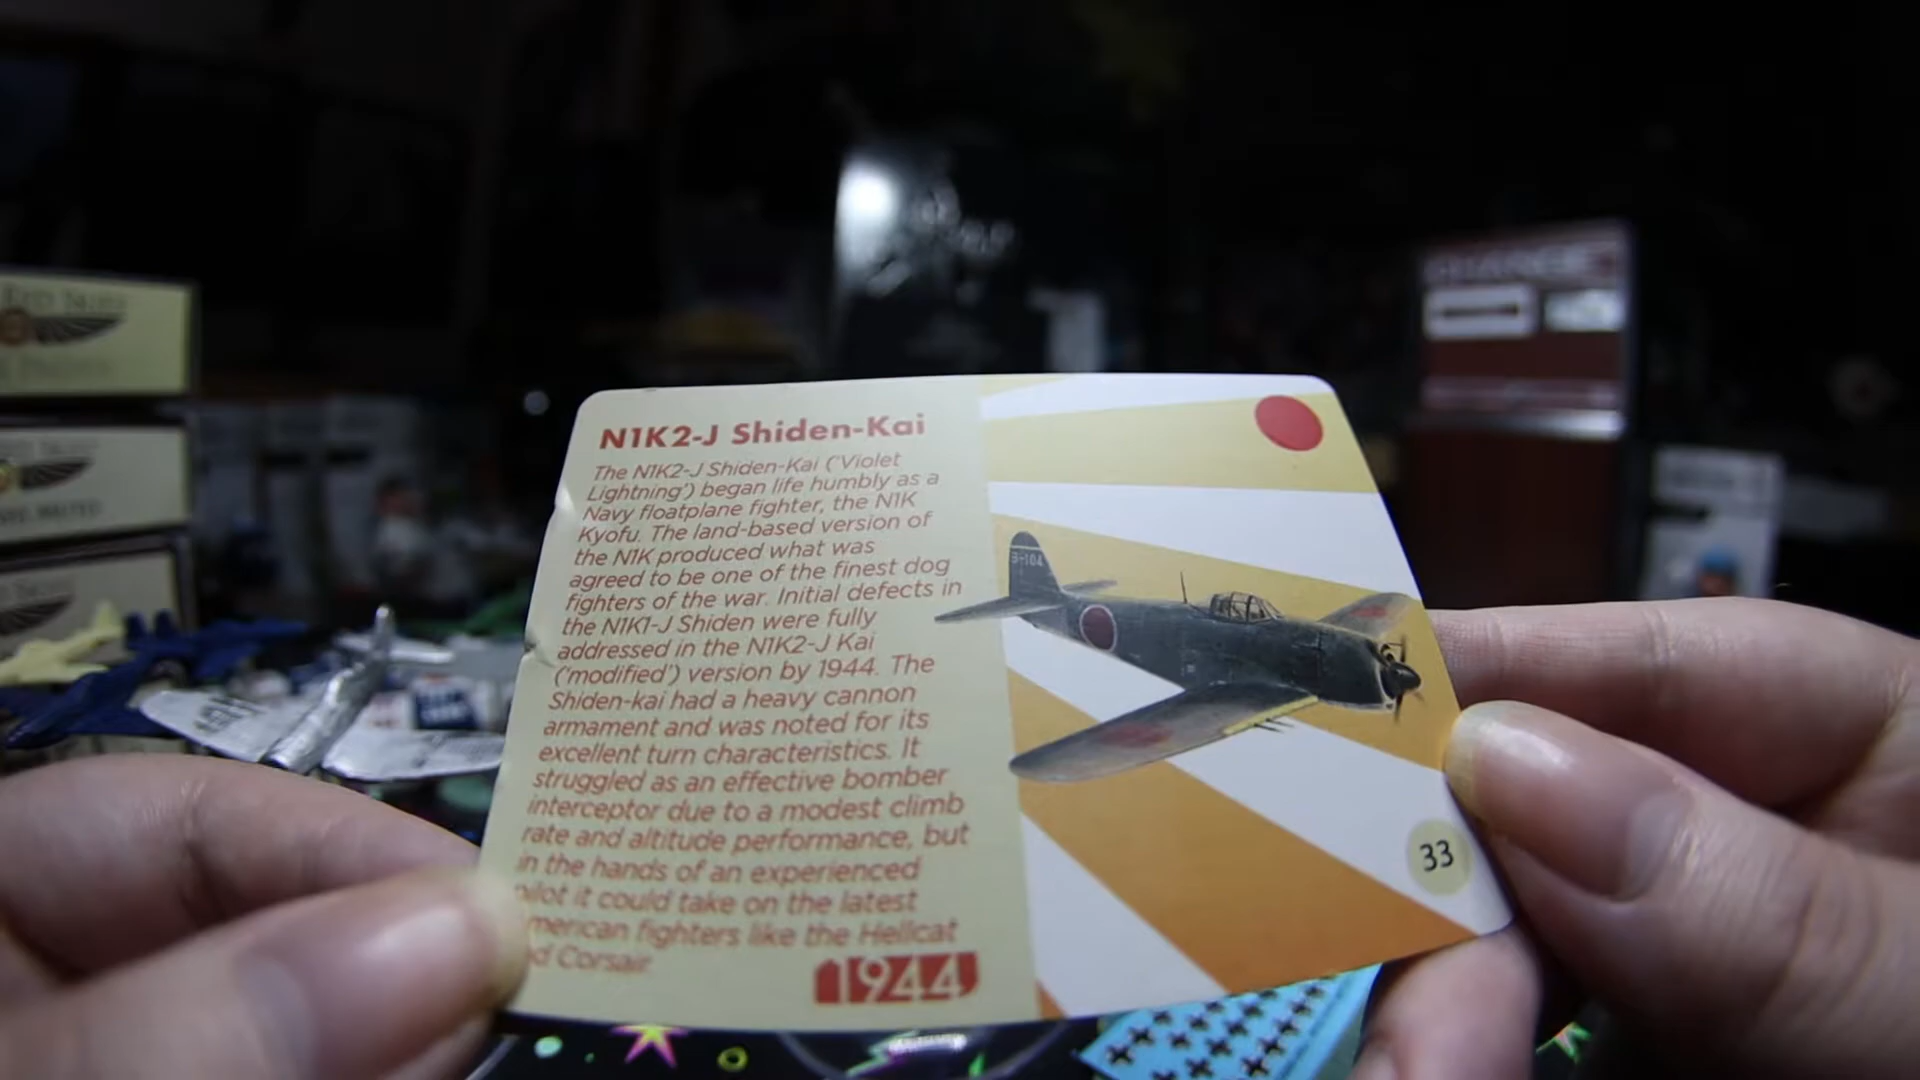 N1K2-J Shiden-Kai
The N1K2-J Shiden-Kai ('Violet
Lightning') began life humbly as a
Navy floatplane fighter, the N1K
Kyofu. The land-based version of
the N1K produced what was
agreed to be one of the finest dog
fighters of the war. Initial defects in
the N1K1-J Shiden were fully
addressed in the N1K2-J Kai
('modified') version by 1944. The
Shiden-kai had a heavy cannon
armament and was noted for its
excellent turn characteristics. It
struggled as an effective bomber
interceptor due to a modest climb
rate and altitude performance, but
in the hands of an experienced
pilot it could take on the latest
merican fighters like the Hellcat
d Corsair
1944
33